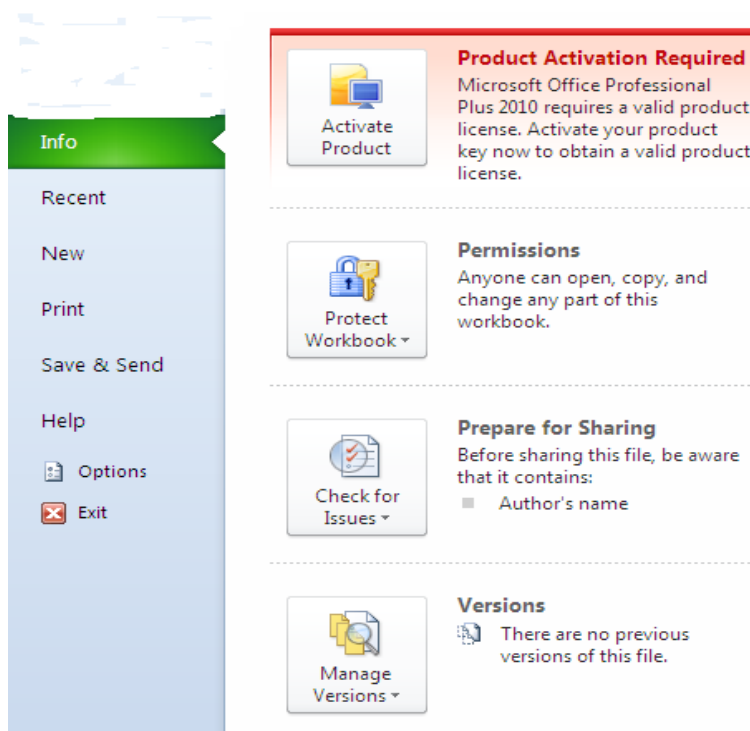 Info
Recent
New
Print
Save & Send
Help
Options
Exit
Activate
Product
Product Activation Required
Microsoft Office Professional
Plus 2010 requires a valid product
license. Activate your product
key now to obtain a valid product
license.
Protect
Workbook
Permissions
Anyone can open, copy, and
change any part of this
workbook.
Check for
Issues
Prepare for Sharing
Before sharing this file, be aware
that it contains:
Author's name
Manage
Versions
Versions
There are no previous
versions of this file.